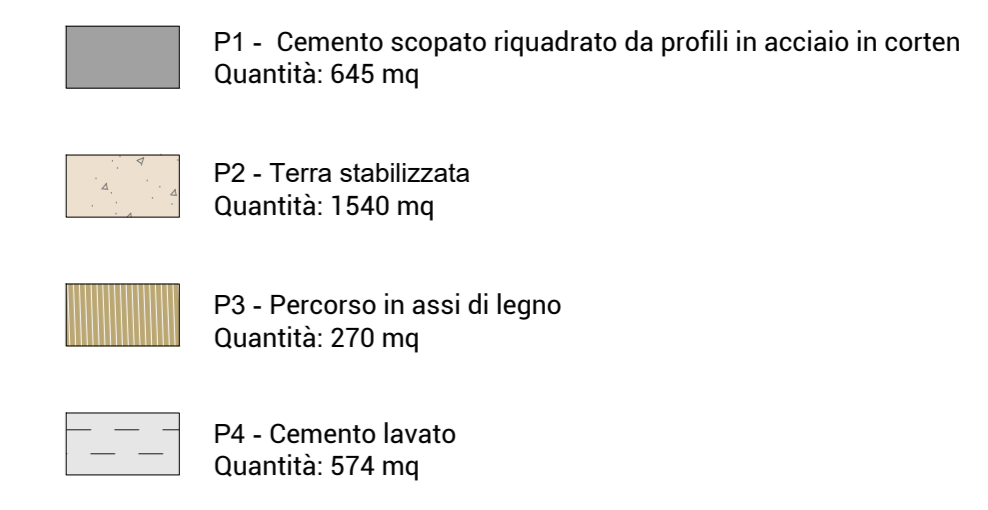 P1 -  Cemento scopato riquadrato da profili in acciaio in corten
Quantità: 645 mq
P2 - Terra stabilizzata
Quantità: 1540 mq
P3 - Percorso in assi di legno
Quantità: 270 mq
P4 - Cemento lavato
Quantità: 574 mq